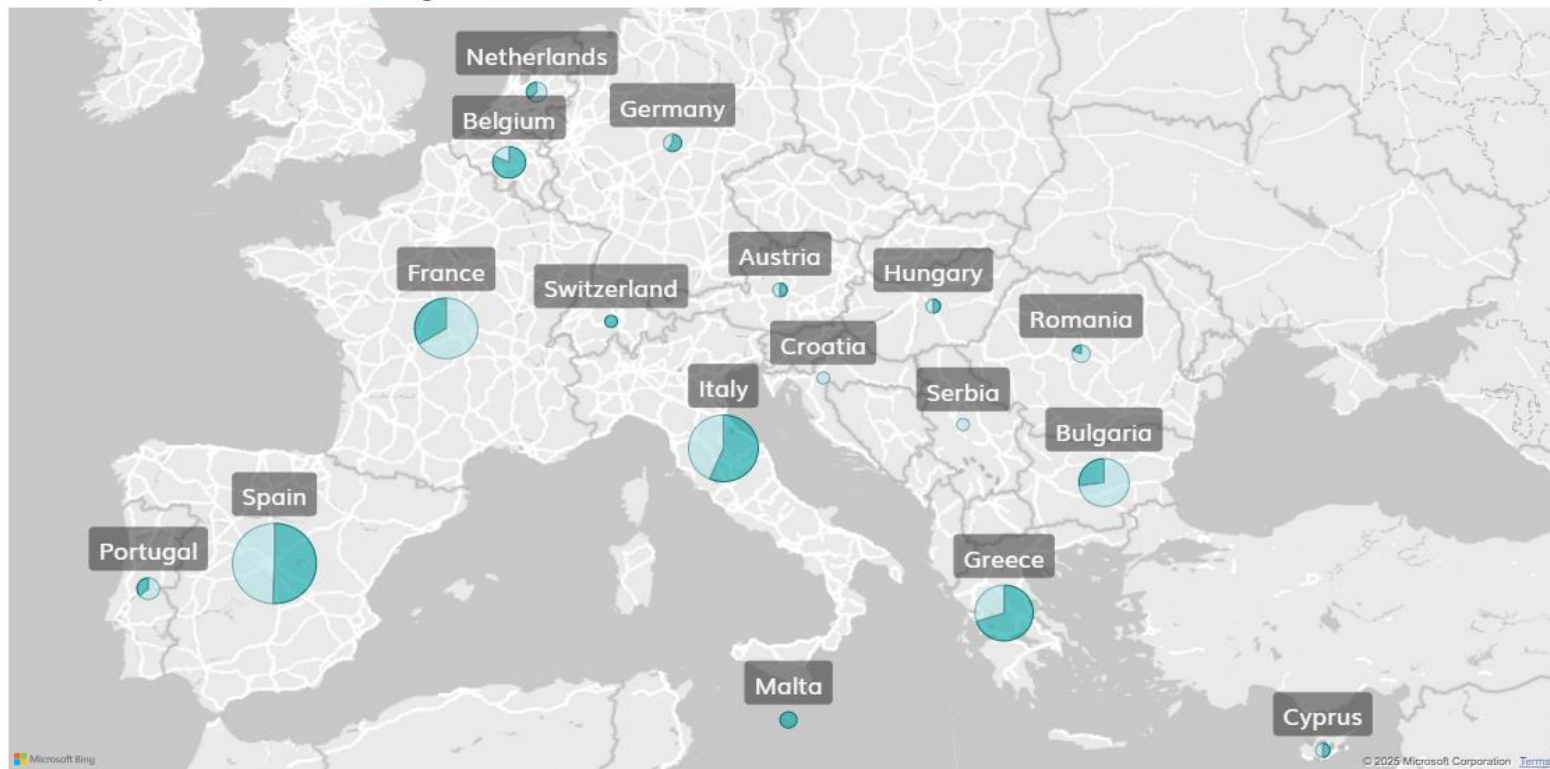 Netherlands
Belgium
Germany
France
Switzerland
Austria
Hungary
Romania
Croatia
Italy
Serbia
Bulgaria
Spain
Portugal
Greece
Malta
Cyprus
Microsoft Bing
© 2025 Microsoft Corporation Terms